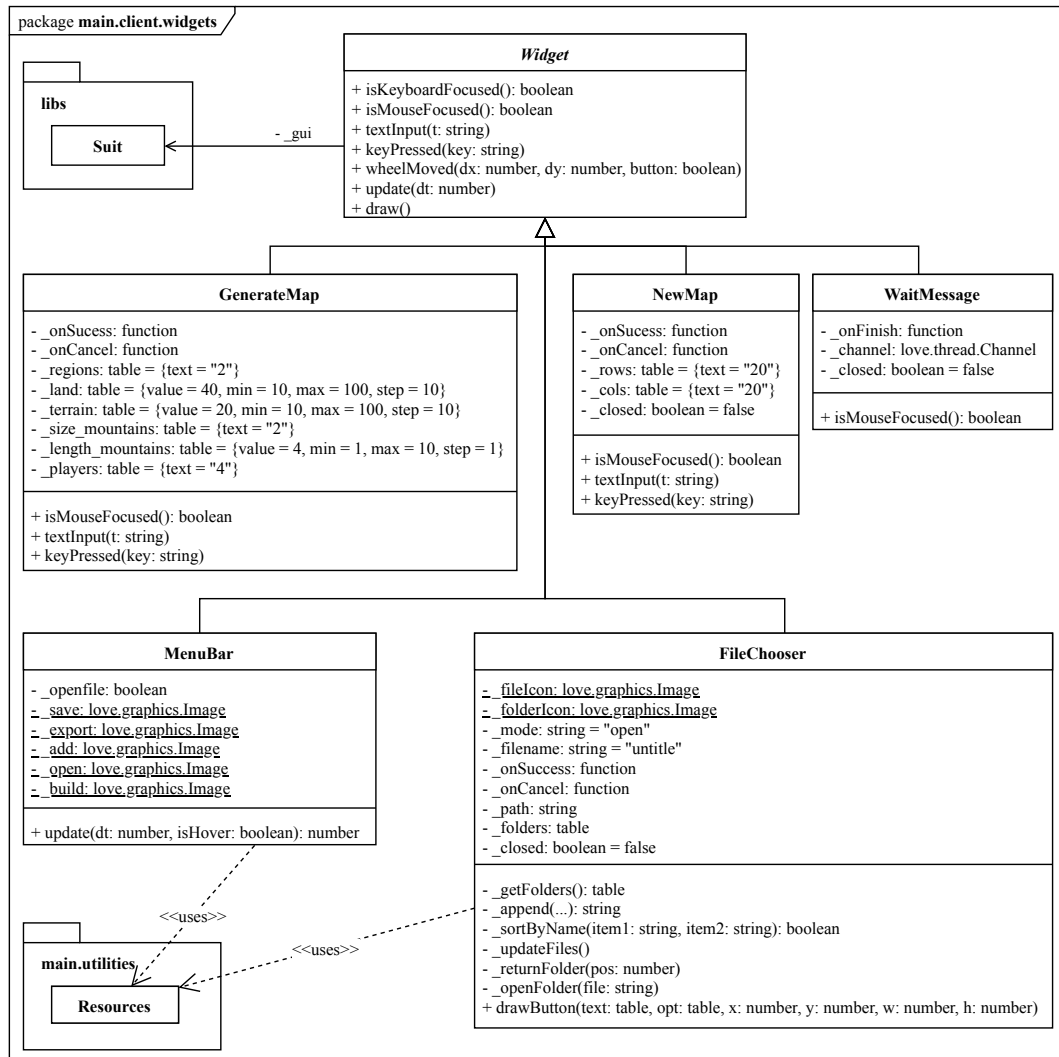 package main.client.widgets
Widget
+ isKeyboardFocused(): boolean
+ isMouseFocused(): boolean
+ textInput(t: string)
+ keyPressed(key: string)
+ wheelMoved(dx: number, dy: number, button: boolean)
+ update(dt: number)
+ draw()
libs
Suit
- _gui
GenerateMap
- _onSucess: function
- _onCancel: function
- _regions: table = {text = "2"}
- _land: table = {value = 40, min = 10, max = 100, step = 10}
- _terrain: table = {value = 20, min = 10, max = 100, step = 10}
- _size_mountains: table = {text = "2"}
- _length_mountains: table = {value = 4, min = 1, max = 10, step = 1}
- _players: table = {text = "4"}
+ isMouseFocused(): boolean
+ textInput(t: string)
+ keyPressed(key: string)
NewMap
- _onSucess: function
- _onCancel: function
- _rows: table = {text = "20"}
- _cols: table = {text = "20"}
- _closed: boolean = false
+ isMouseFocused(): boolean
+ textInput(t: string)
+ keyPressed(key: string)
WaitMessage
- _onFinish: function
- _channel: love.thread.Channel
- _closed: boolean = false
+ isMouseFocused(): boolean
MenuBar
- _openfile: boolean
- _save: love.graphics.Image
- _export: love.graphics.Image
- _add: love.graphics.Image
- _open: love.graphics.Image
- _build: love.graphics.Image
+ update(dt: number, isHover: boolean): number
FileChooser
- _fileIcon: love.graphics.Image
- _folderIcon: love.graphics.Image
- _mode: string = "open"
- _filename: string = "untitle"
- _onSuccess: function
- _onCancel: function
- _path: string
- _folders: table
- _closed: boolean = false
- _getFolders(): table
- _append(...): string
- _sortByName(item1: string, item2: string): boolean
- _updateFiles()
- _returnFolder(pos: number)
- _openFolder(file: string)
+ drawButton(text: table, opt: table, x: number, y: number, w: number, h: number)
<<uses>>
<<uses>>
main.utilities
Resources